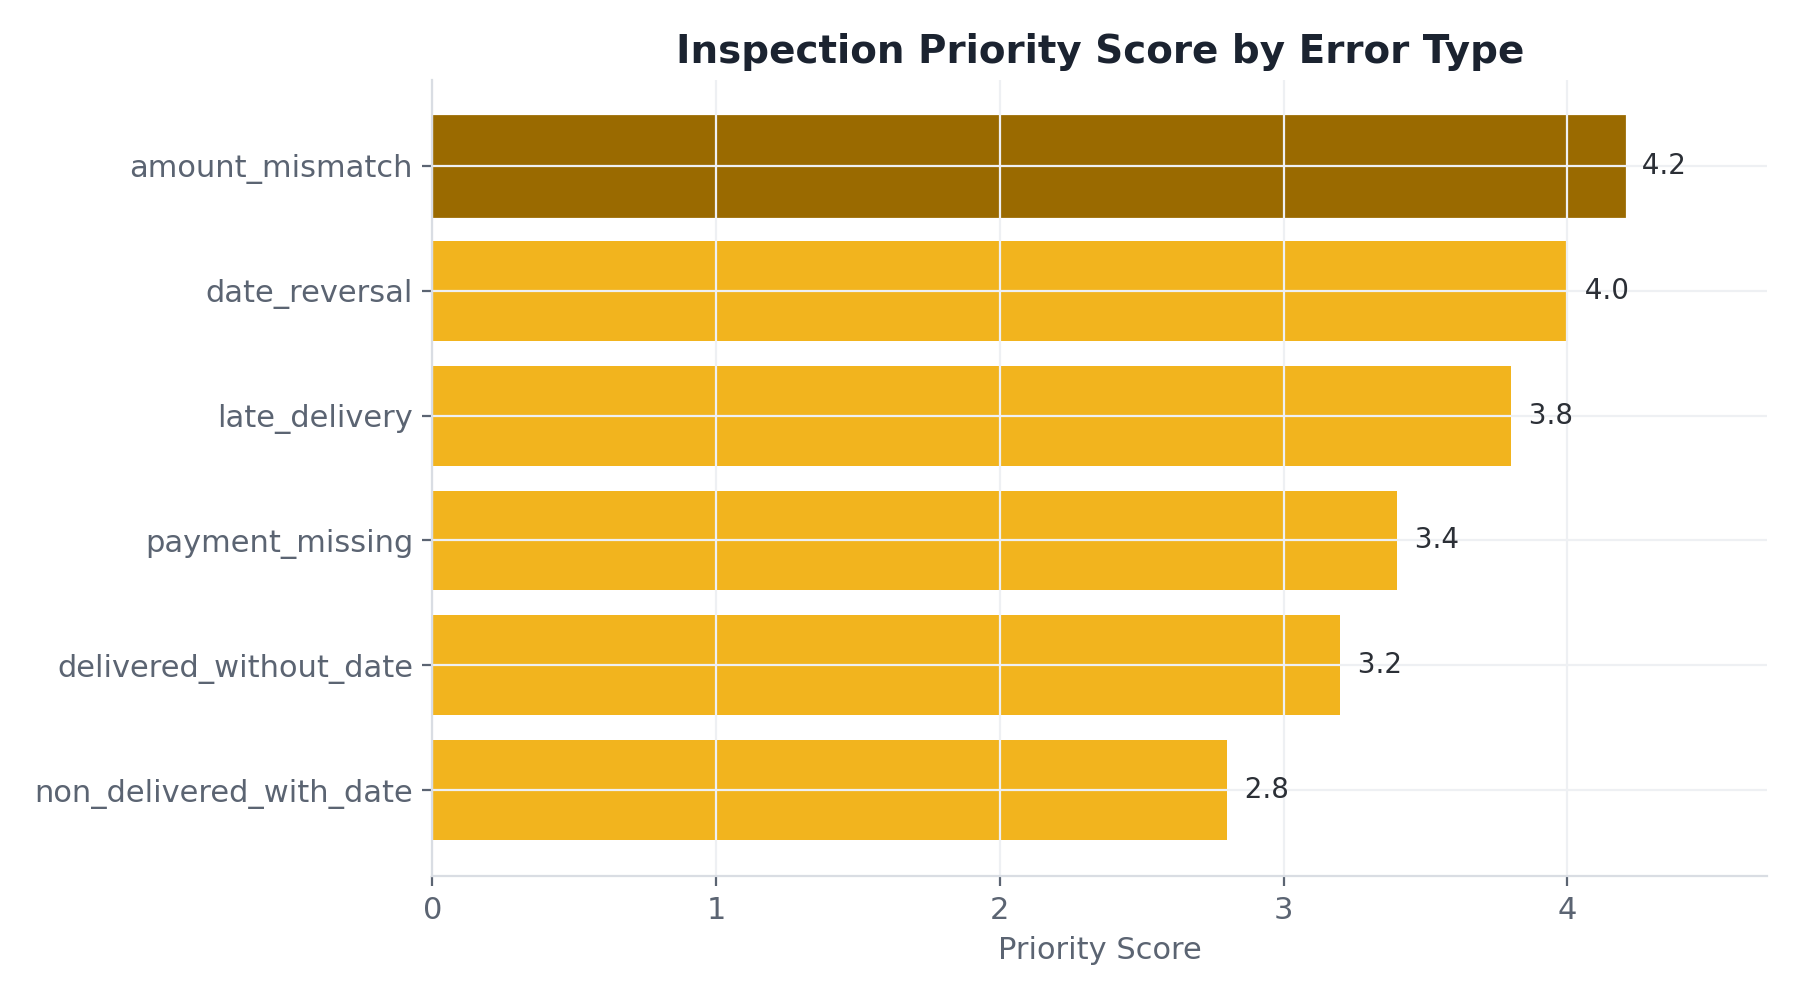 Inspection Priority Score by Error Type
amount_mismatch
4.2
date_reversal
4.0
late_delivery
3.8
payment_missing
3.4
delivered_without_date
3.2
non_delivered_with_date
2.8
0 1 2 3 4
Priority Score